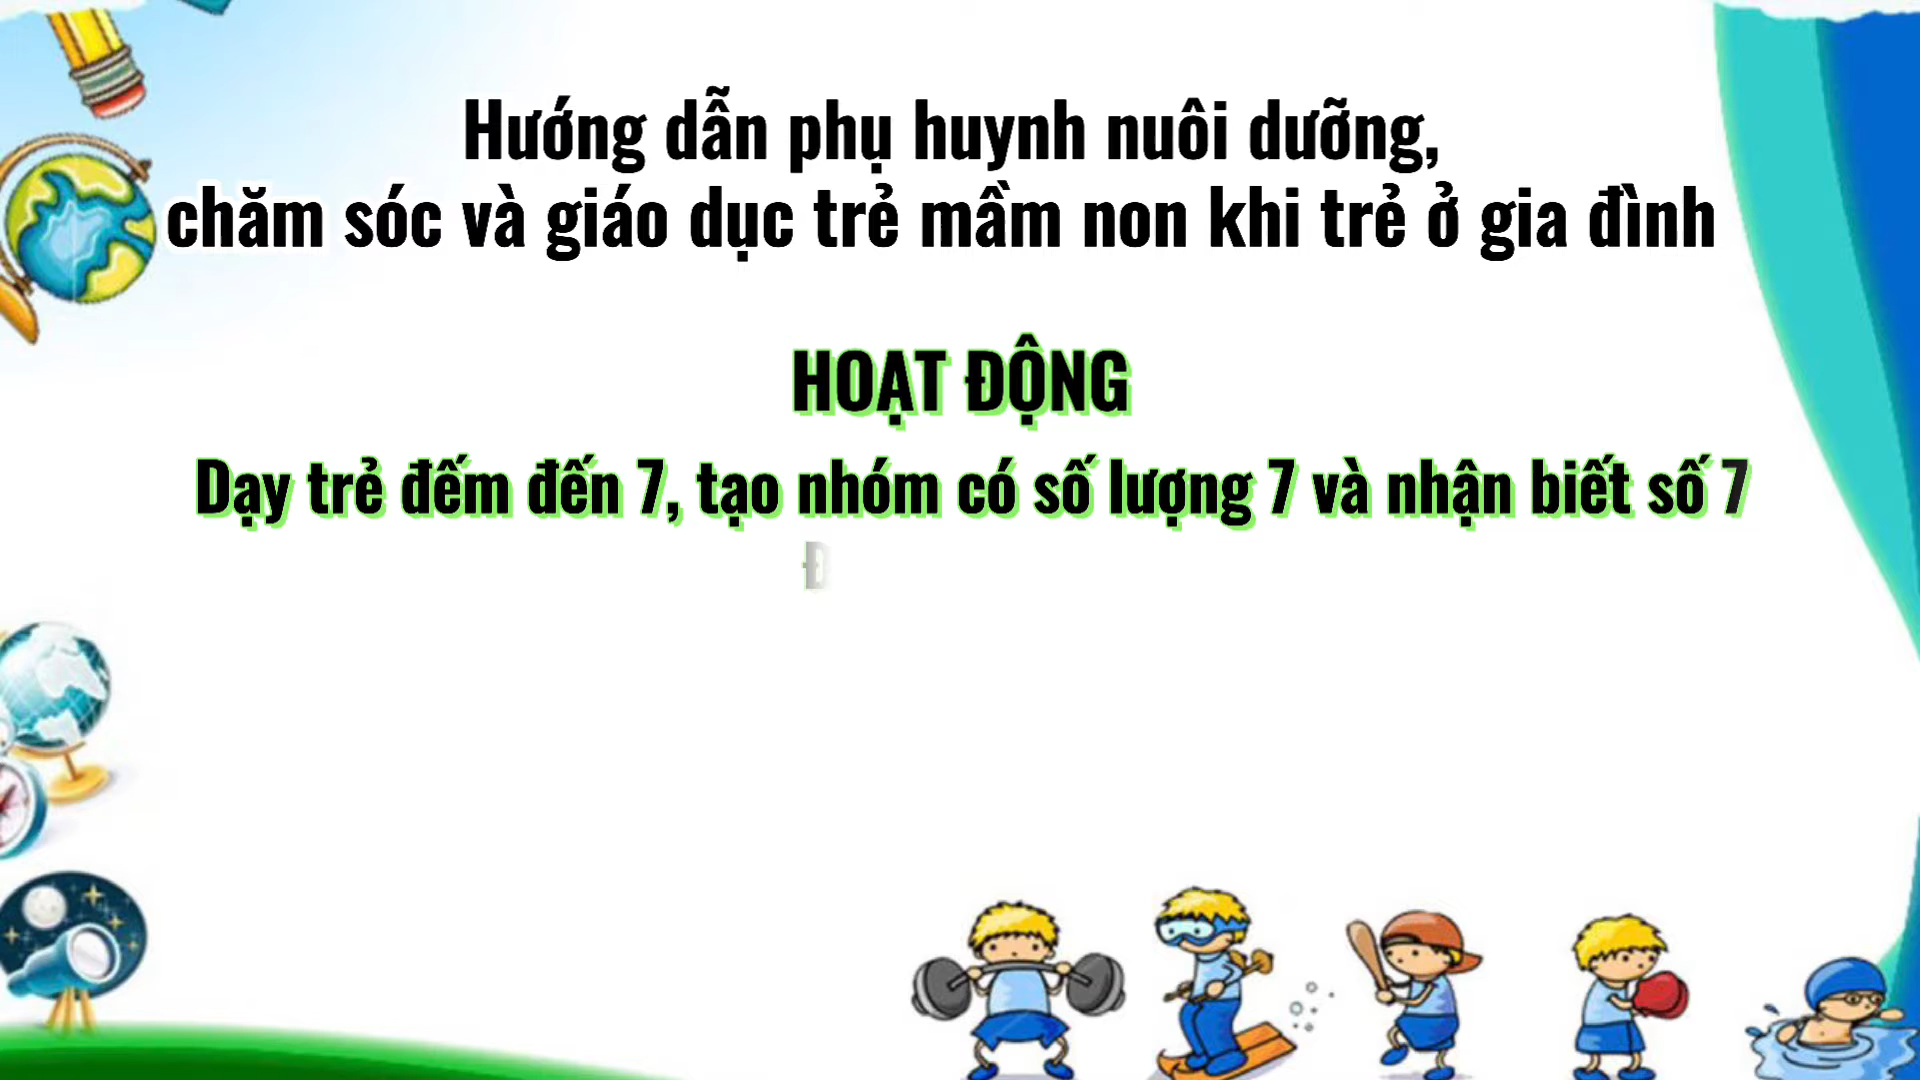 Hướng dẫn phụ huynh nuôi dưỡng,
chăm sóc và giáo dục trẻ mầm non khi trẻ ở gia đình
HOẠT ĐỘNG
Dạy trẻ đếm đến 7, tạo nhóm có số lượng 7 và nhận biết số 7
Đ